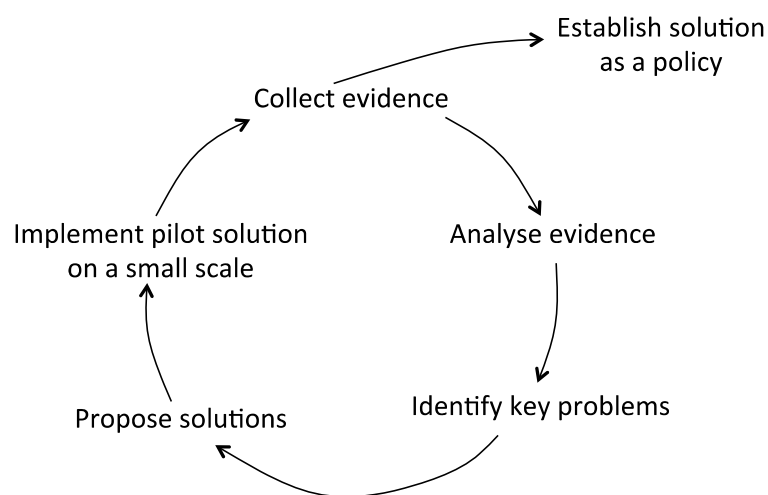 Establish solution
as a policy
Collect evidence
Analyse evidence
Identify key problems
Propose solutions
Implement pilot solution
on a small scale